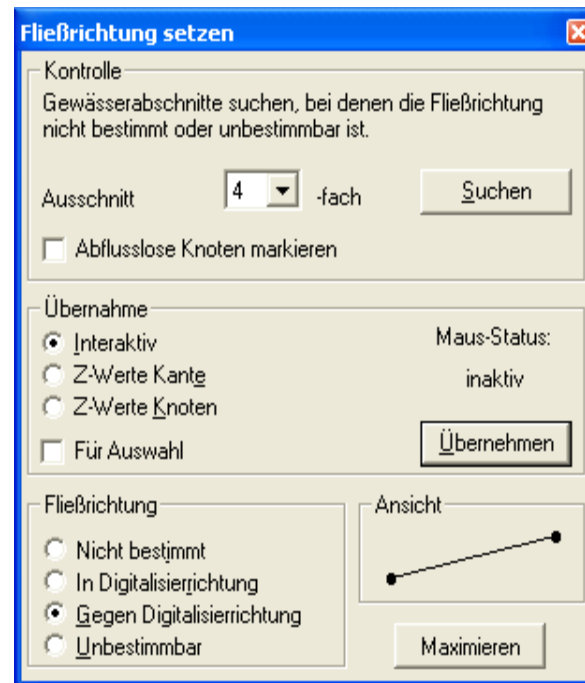 Fließrichtung setzen
Kontrolle
Gewässerabschnitte suchen, bei denen die Fließrichtung
nicht bestimmt oder unbestimmbar ist.
Ausschnitt 4 -fach Suchen
Abflusslose Knoten markieren
Übernahme
Interaktiv Maus-Status:
Z-Werte Kante inaktiv
Z-Werte Knoten
Für Auswahl Übernehmen
Fließrichtung Ansicht
Nicht bestimmt
In Digitalisierrichtung
Gegen Digitalisierrichtung
Unbestimmbar Maximieren